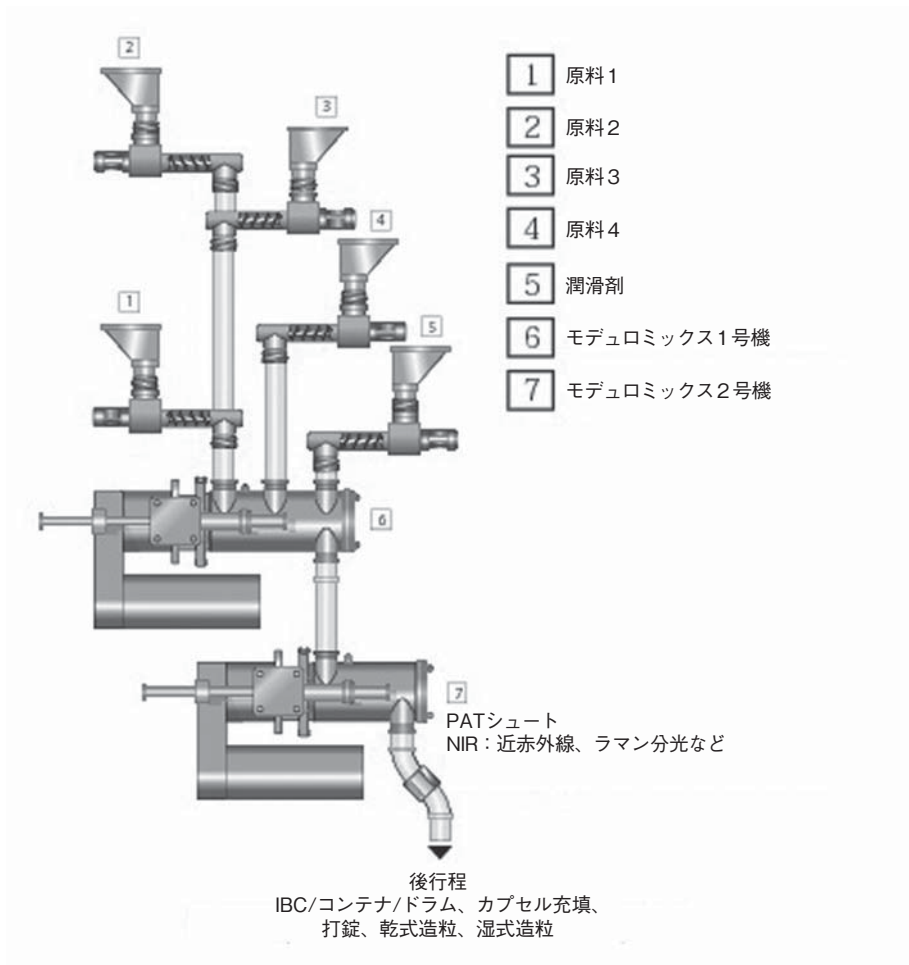 2
3
4
1
5
6
7
1 原料1
2 原料2
3 原料3
4 原料4
5 潤滑剤
6 モデュロミックス1号機
7 モデュロミックス2号機
PATシュート
NIR：近赤外線、ラマン分光など
後行程
IBC/コンテナ/ドラム、カプセル充填、
打錠、乾式造粒、湿式造粒